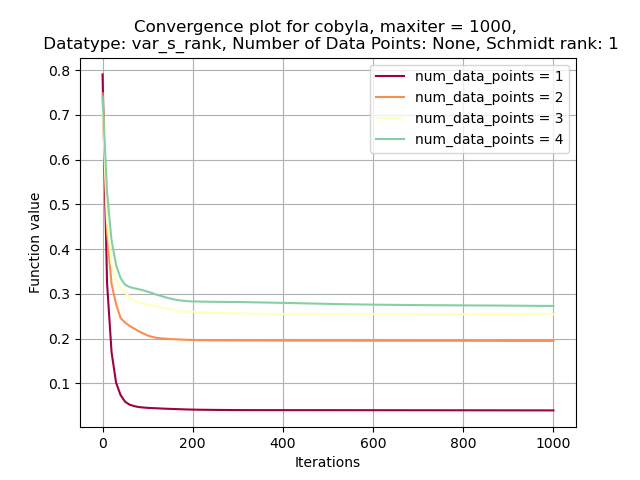 Convergence plot for cobyla, maxiter = 1000,
Datatype: var_s_rank, Number of Data Points: None, Schmidt rank: 1
num_data_points = 1
num_data_points = 2
num_data_points = 3
num_data_points = 4
Function value
0.8
0.7
0.6
0.5
0.4
0.3
0.2
0.1
0 200 400 600 800 1000
Iterations